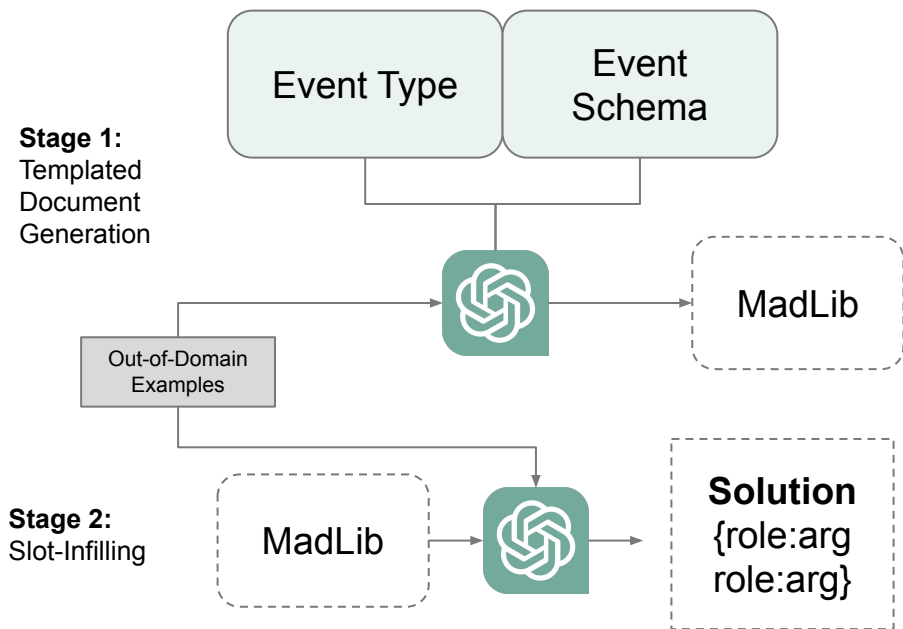 Event Type
Event
Schema
Stage 1:
Templated
Document
Generation
MadLib
Out-of-Domain
Examples
Stage 2:
Slot-Infilling
MadLib
Solution
{role:arg
role:arg}